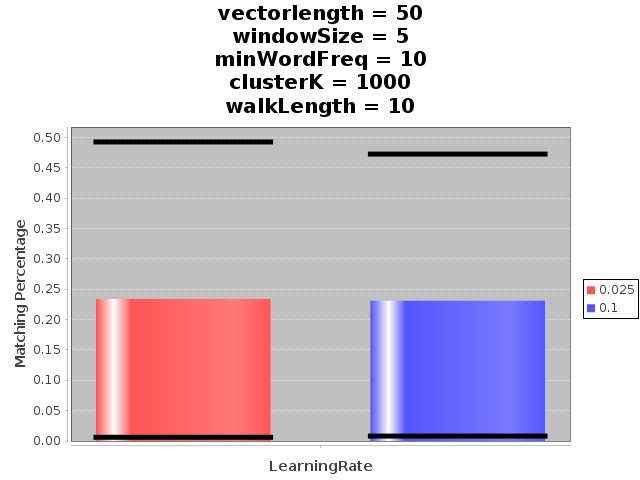 vectorlength = 50
windowSize = 5
minWordFreq = 10
clusterK = 1000
walkLength = 10
0.50
0.45
0.40
0.35
0.30
0.25
0.20
0.15
0.10
0.05
0.00
Matching Percentage
LearningRate
0.025
0.1